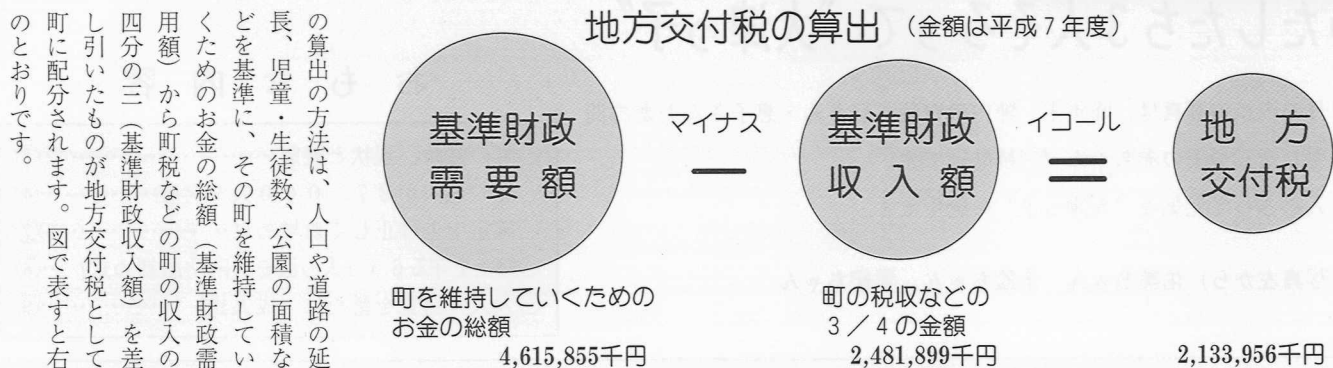 地方交付税の算出 (金額は平成7年度)
基準財政
需要額
マイナス
ー
基準財政
収入額
イコール
=
地方
交付税
町を維持していくための
お金の総額
4,615,855千円
町の税収などの
3/4の金額
2,481,899千円
2,133,956千円
の算出の方法は、人口や道路の延
長、児童・生徒数、公園の面積な
どを基準に、その町を維持してい
くためのお金の総額(基準財政需
用額)から町税などの町の収入の
四分の三(基準財政収入額)を差
し引いたものが地方交付税として
町に配分されます。図で表すと右
のとおりです。